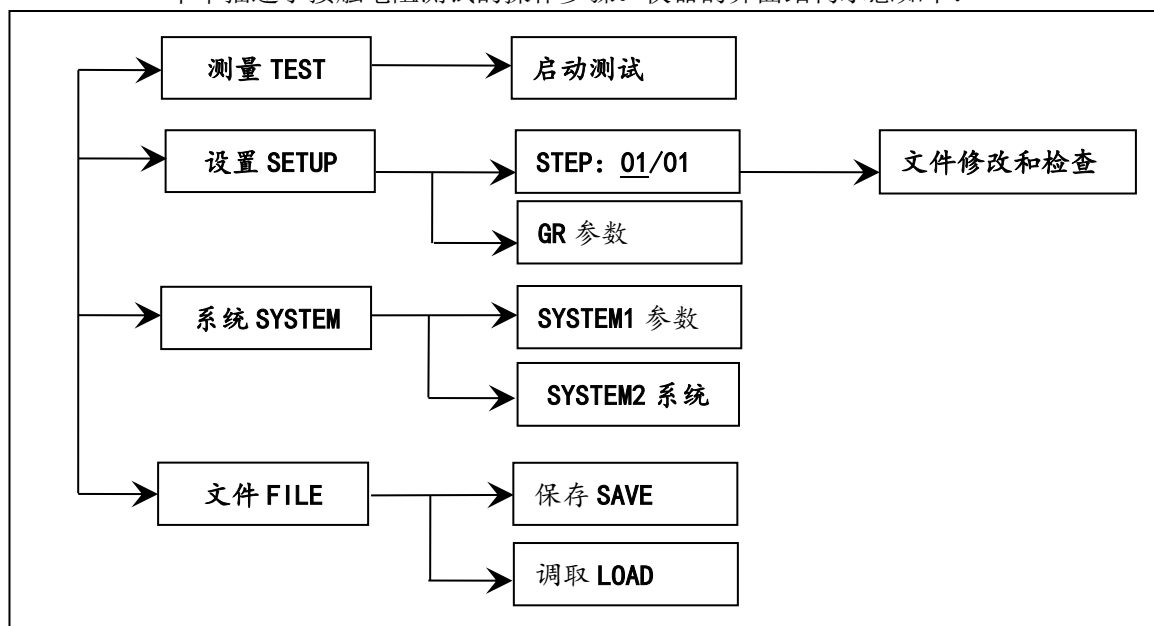 测量 TEST
启动测试
设置 SETUP
STEP: 01/01
文件修改和检查
GR 参数
系统 SYSTEM
SYSTEM1 参数
SYSTEM2 系统
文件 FILE
保存 SAVE
调取 LOAD